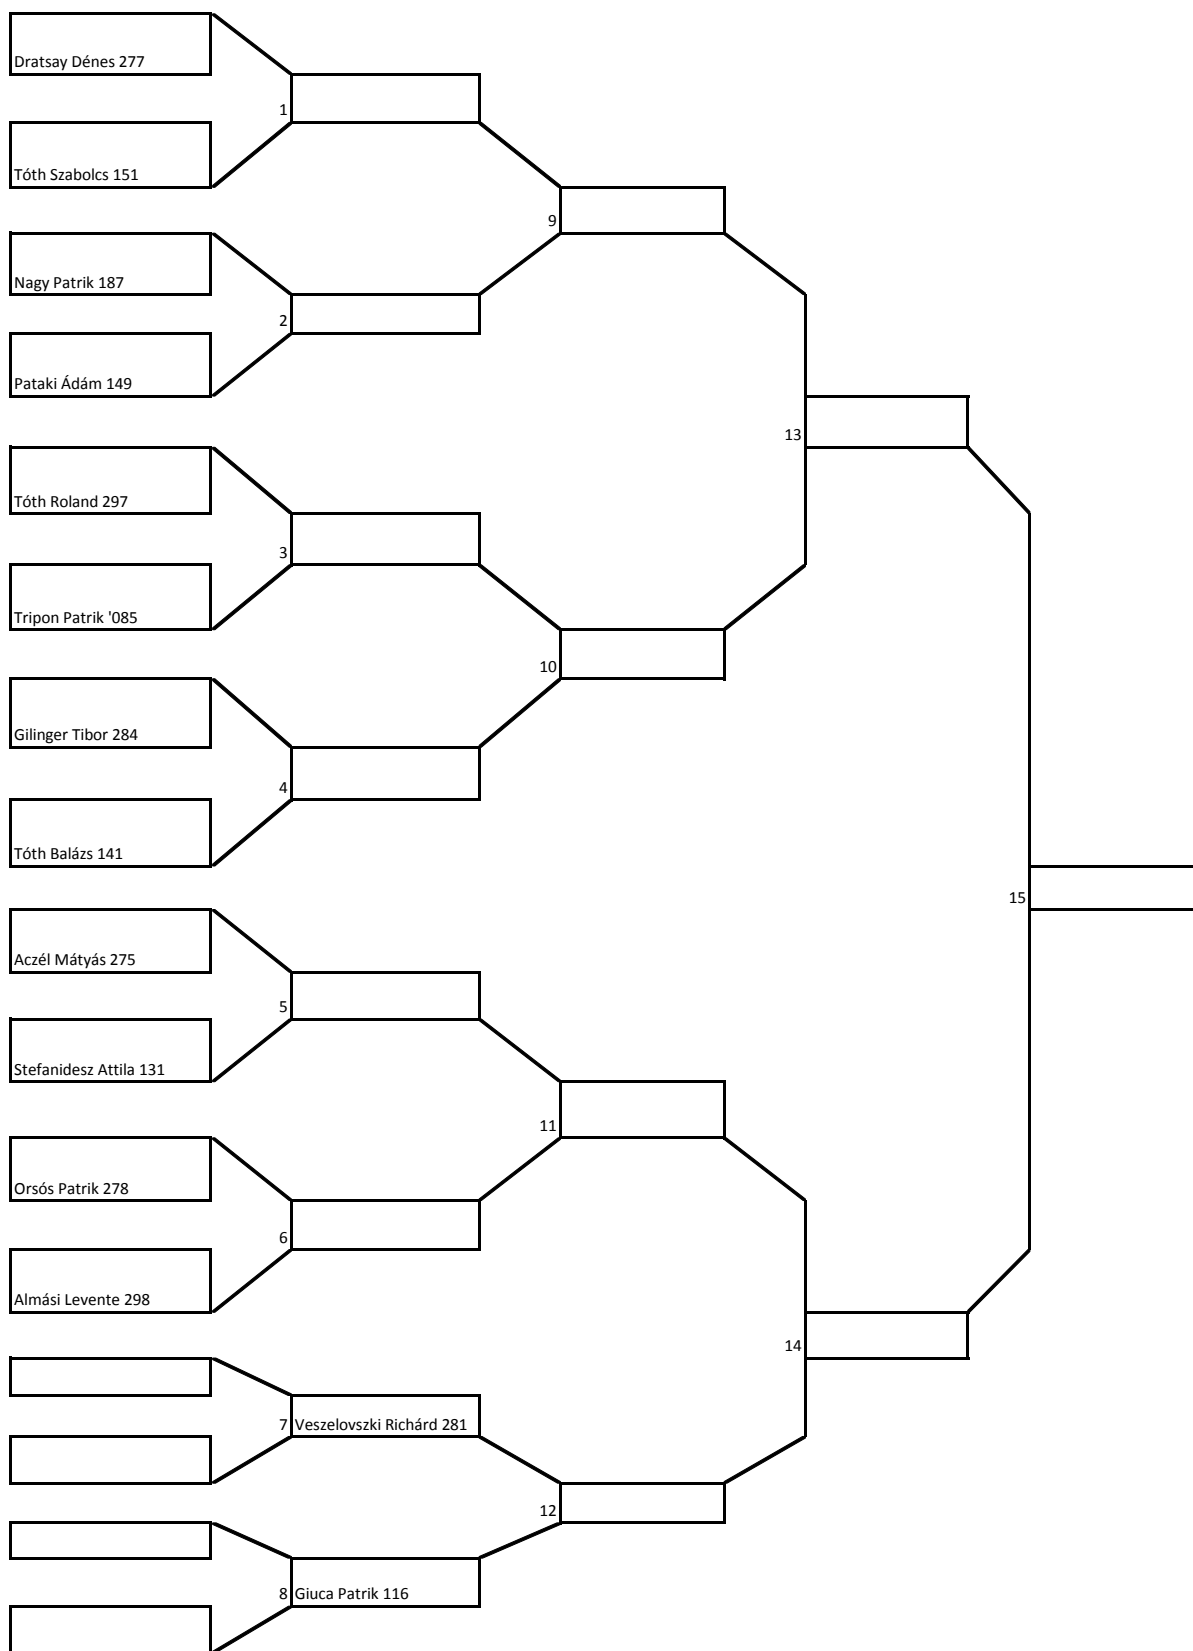 Dratsay Dénes 277
1
Tóth Szabolcs 151
9
Nagy Patrik 187
2
Pataki Ádám 149
13
Tóth Roland 297
3
Tripon Patrik '085
10
Gilinger Tibor 284
4
Tóth Balázs 141
15
Aczél Mátyás 275
5
Stefanidesz Attila 131
11
Orsós Patrik 278
6
Almási Levente 298
14
7 Veszelovszki Richárd 281
12
8 Giuca Patrik 116